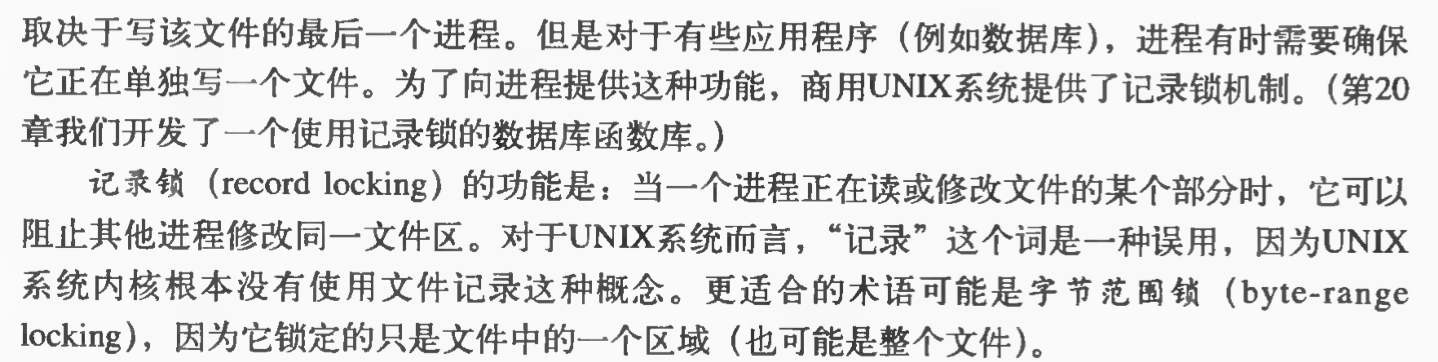 取决于写该文件的最后一个进程。但是对于有些应用程序（例如数据库），进程有时需要确保
它正在单独写一个文件。为了向进程提供这种功能，商用UNIX系统提供了记录锁机制。（第20
章我们开发了一个使用记录锁的数据库函数库。）
记录锁（record locking）的功能是：当一个进程正在读或修改文件的某个部分时，它可以
阻止其他进程修改同一文件区。对于UNIX系统而言，“记录”这个词是一种误用，因为UNIX
系统内核根本没有使用文件记录这种概念。更适合的术语可能是字节范围锁（byte-range
locking），因为它锁定的只是文件中的一个区域（也可能是整个文件）。